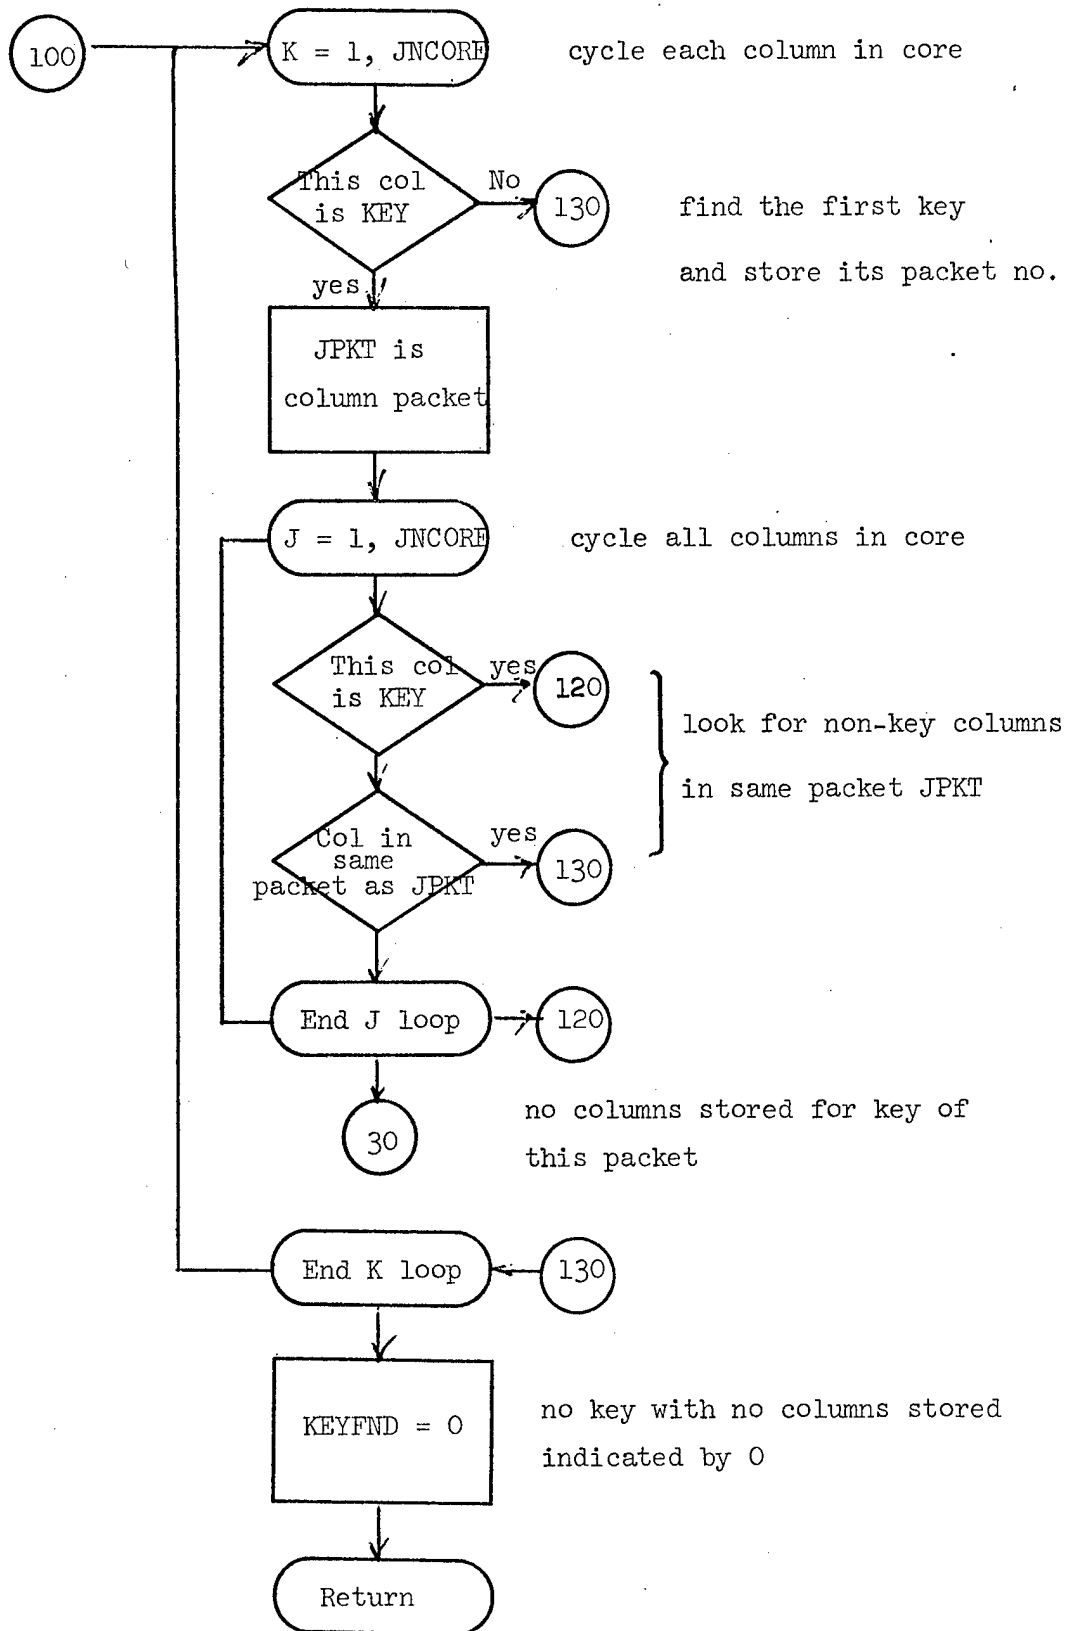 100
K = 1, JNCORE
cycle each column in core
This col
is KEY
No
130
find the first key
and store its packet no.
yes
JPKT is
column packet
J = 1, JNCORE
cycle all columns in core
This col
is KEY
yes
120
look for non-key columns
in same packet JPKT
Col in
same
packet as JPKT
yes
130
End J loop
120
30
no columns stored for key of
this packet
End K loop
130
KEYFND = 0
no key with no columns stored
indicated by 0
Return